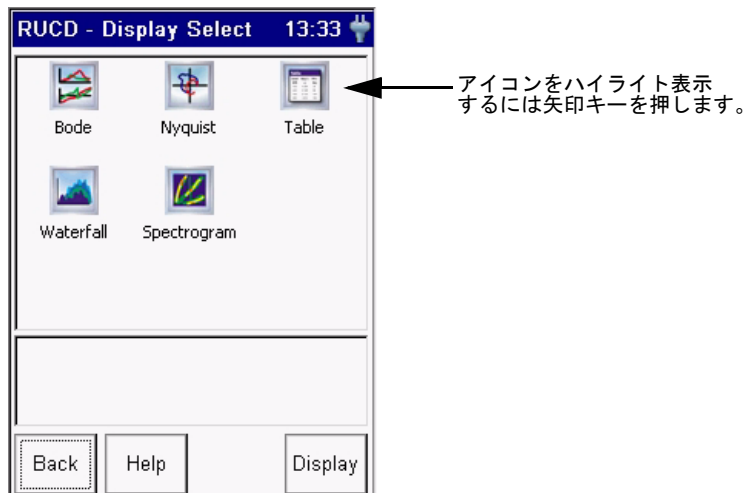 RUCD - Display Select 13:33
Bode Nyquist Table
Waterfall Spectrogram
Back Help Display
アイコンをハイライト表示
するには矢印キーを押します。